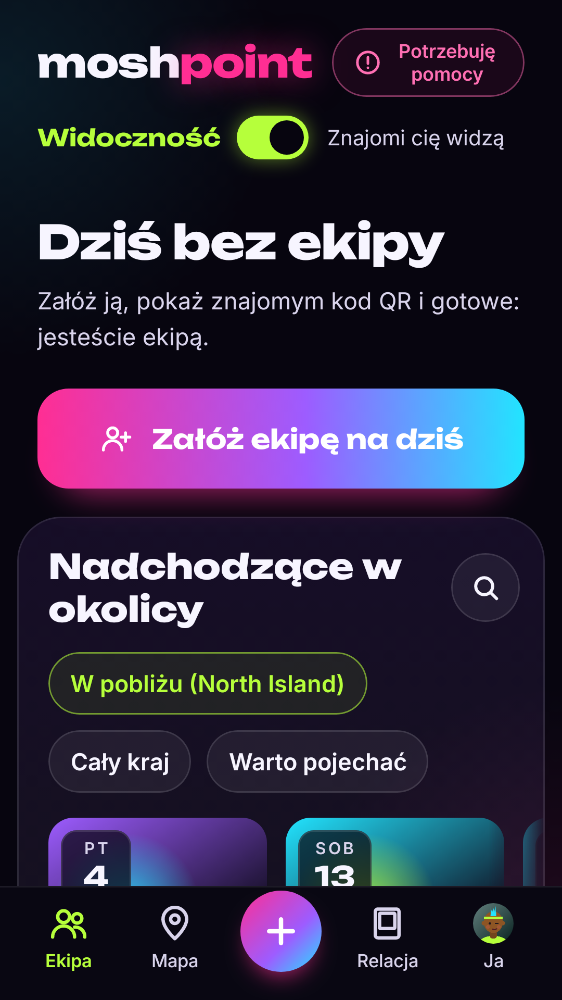 moshpoint
Potrzebuję
pomocy
Widoczność
Znajomi cię widzą
Dziś bez ekipy
Załóż ją, pokaż znajomym kod QR i gotowe:
jesteście ekipą.
Załóż ekipę na dziś
Nadchodzące w
okolicy
W pobliżu (North Island)
Cały kraj
Warto pojechać
PT
4
SOB
13
Ekipa
Mapa
Relacja
Ja